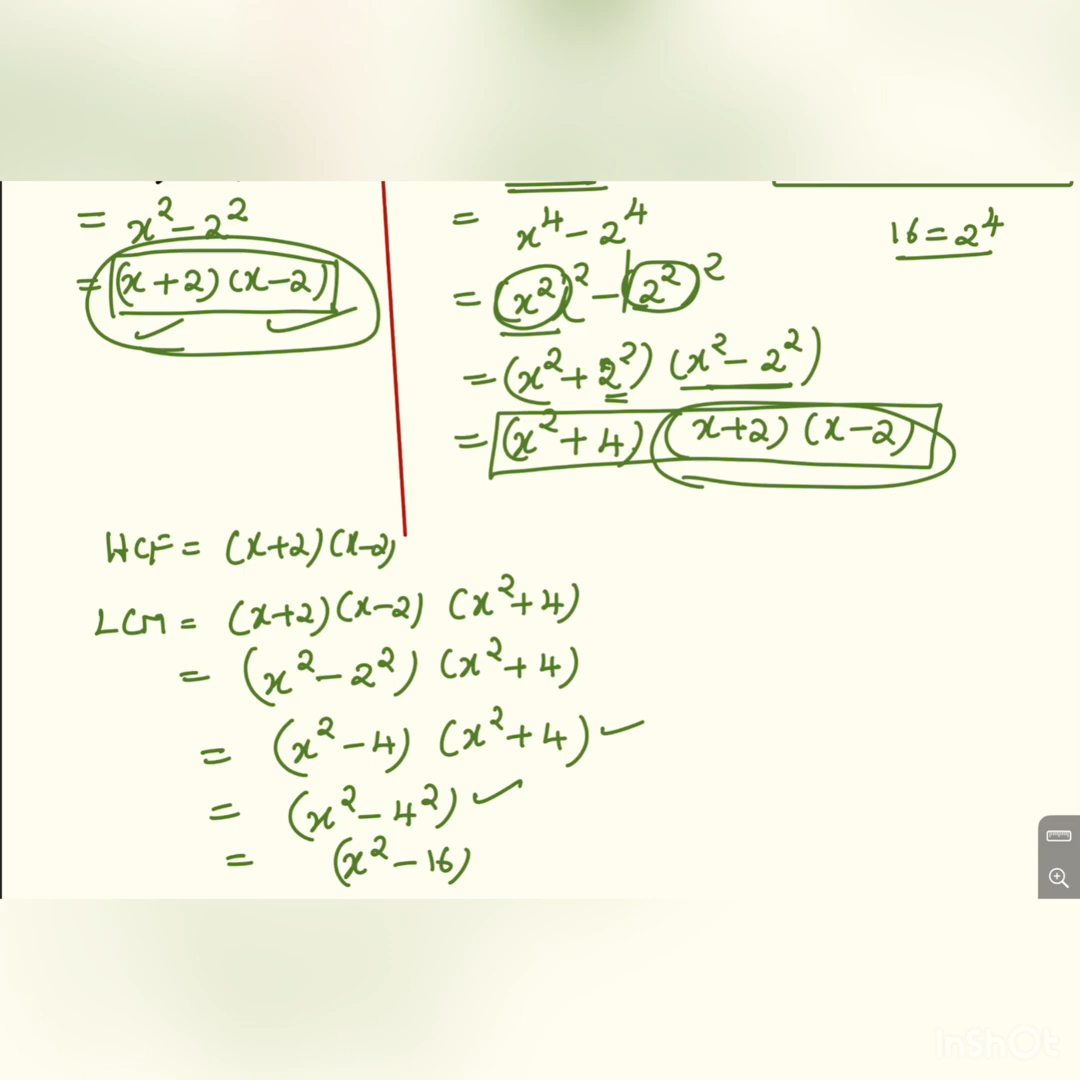 = x² – 2²
= (x + 2) (x – 2)
= x⁴ – 2⁴
= (x²)² – (2²)²
= (x² + 2²) (x² – 2²)
= (x² + 4) (x+2) (x – 2)
16 = 2⁴
HCF = (x+2) (x–2)
LCM = (x+2) (x–2) (x² + 4)
= (x² – 2²) (x² + 4)
= (x² – 4) (x² + 4)
= (x² – 4²)
= (x² – 16)
InShOt